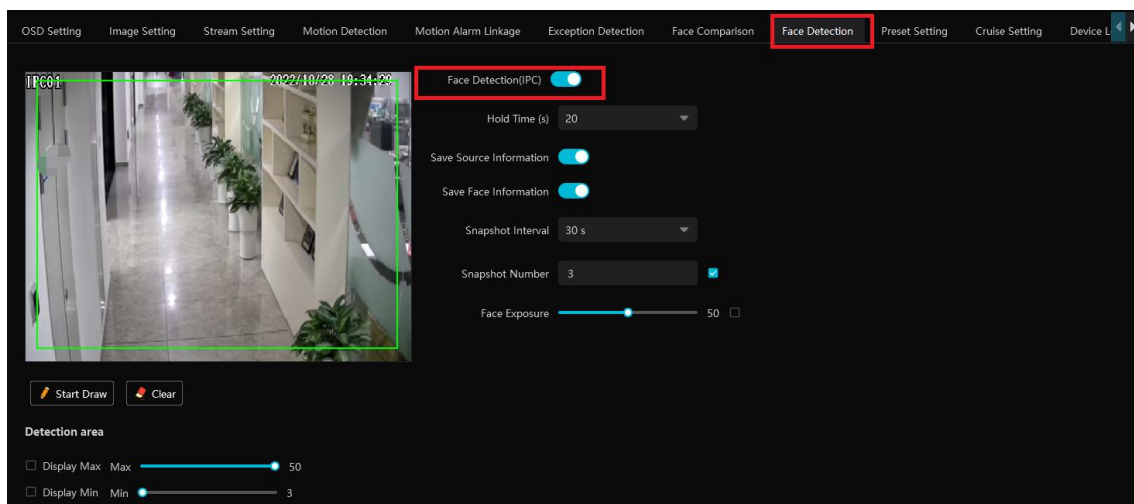 OSD Setting Image Setting Stream Setting Motion Detection Motion Alarm Linkage Exception Detection Face Comparison Face Detection Preset Setting Cruise Setting Device L
IPC01 2022/10/28 19:34:29
Face Detection(IPC)
Hold Time (s) 20
Save Source Information
Save Face Information
Snapshot Interval 30 s
Snapshot Number 3
Face Exposure 50
Start Draw Clear
Detection area
Display Max Max 50
Display Min Min 3